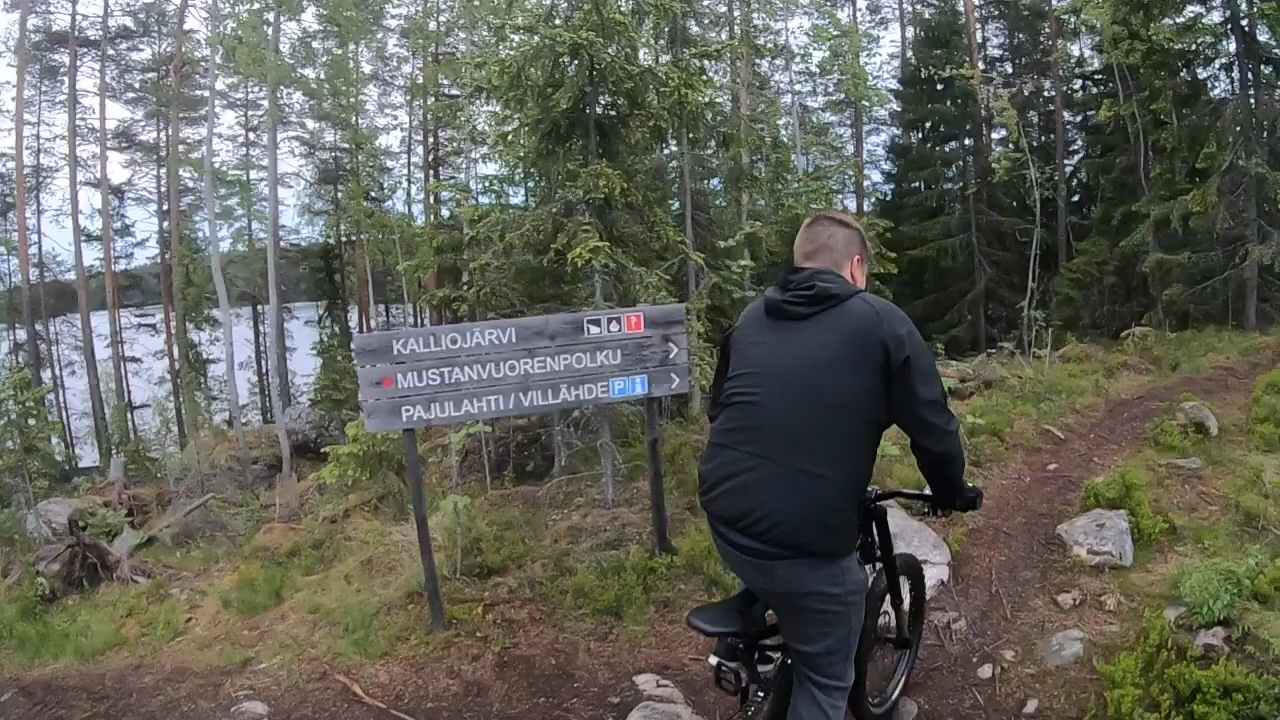 KALLIOJÄRVI
MUSTANVUORENPOLKU >
PAJULAHTI / VILLÄHDE P i >